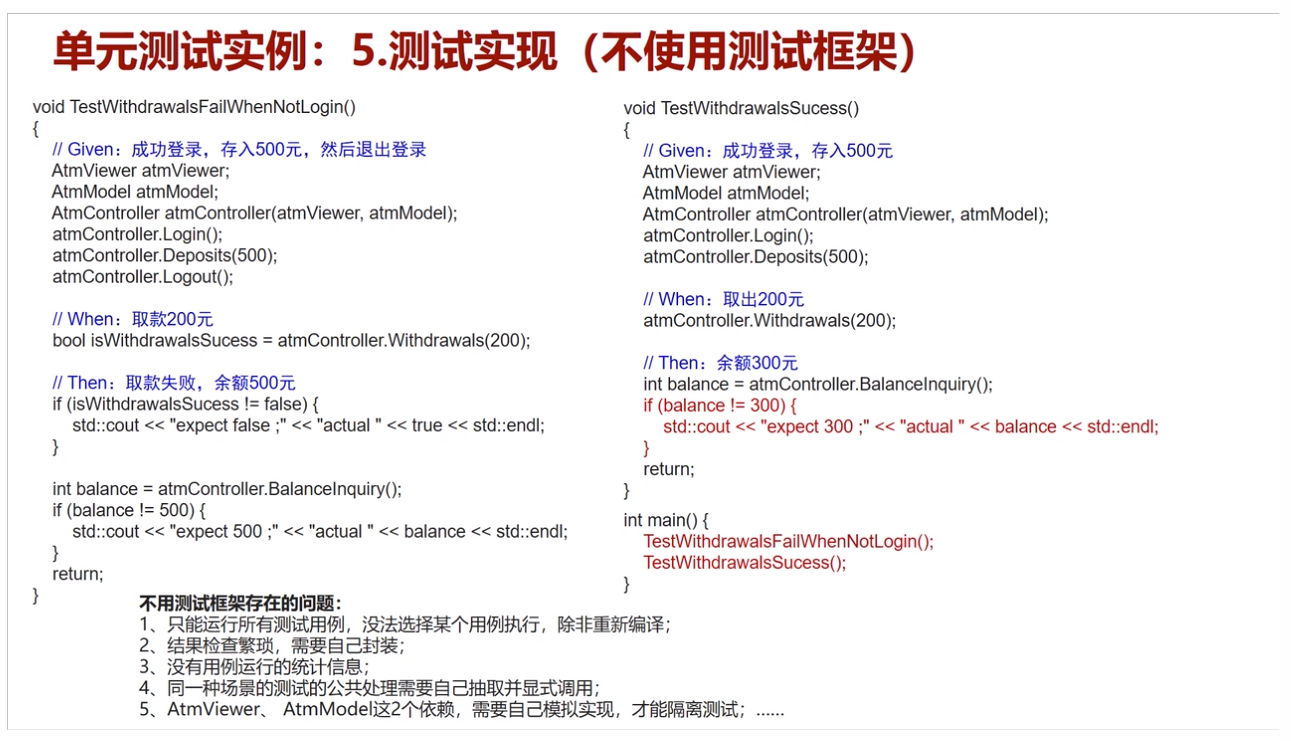 单元测试实例：5.测试实现（不使用测试框架）
void TestWithdrawalsFailWhenNotLogin()
{
// Given：成功登录，存入500元，然后退出登录
AtmViewer atmViewer;
AtmModel atmModel;
AtmController atmController(atmViewer, atmModel);
atmController.Login();
atmController.Deposits(500);
atmController.Logout();
// When：取款200元
bool isWithdrawalsSucess = atmController.Withdrawals(200);
// Then：取款失败，余额500元
if (isWithdrawalsSucess != false) {
std::cout << "expect false ;" << "actual " << true << std::endl;
}
int balance = atmController.BalanceInquiry();
if (balance != 500) {
std::cout << "expect 500 ;" << "actual " << balance << std::endl;
}
return;
}
void TestWithdrawalsSucess()
{
// Given：成功登录，存入500元
AtmViewer atmViewer;
AtmModel atmModel;
AtmController atmController(atmViewer, atmModel);
atmController.Login();
atmController.Deposits(500);
// When：取出200元
atmController.Withdrawals(200);
// Then：余额300元
int balance = atmController.BalanceInquiry();
if (balance != 300) {
std::cout << "expect 300 ;" << "actual " << balance << std::endl;
}
return;
}
int main() {
TestWithdrawalsFailWhenNotLogin();
TestWithdrawalsSucess();
}
不用测试框架存在的问题：
1、只能运行所有测试用例，没法选择某个用例执行，除非重新编译；
2、结果检查繁琐，需要自己封装；
3、没有用例运行的统计信息；
4、同一种场景的测试的公共处理需要自己抽取并显式调用；
5、AtmViewer、 AtmModel这2个依赖，需要自己模拟实现，才能隔离测试；......